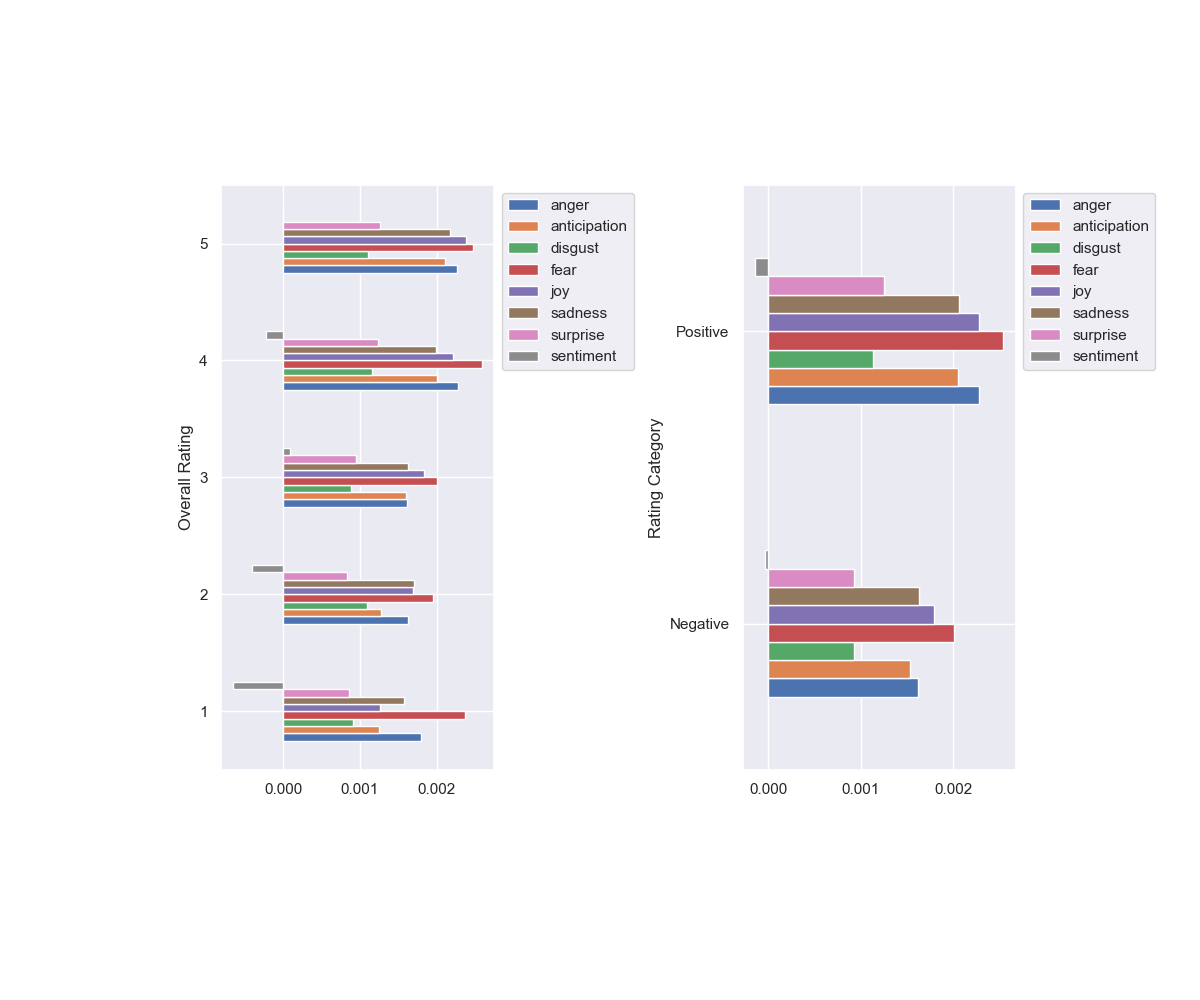 Overall Rating
5
4
3
2
1
0.000 0.001 0.002
anger
anticipation
disgust
fear
joy
sadness
surprise
sentiment
Rating Category
Positive
Negative
0.000 0.001 0.002
anger
anticipation
disgust
fear
joy
sadness
surprise
sentiment